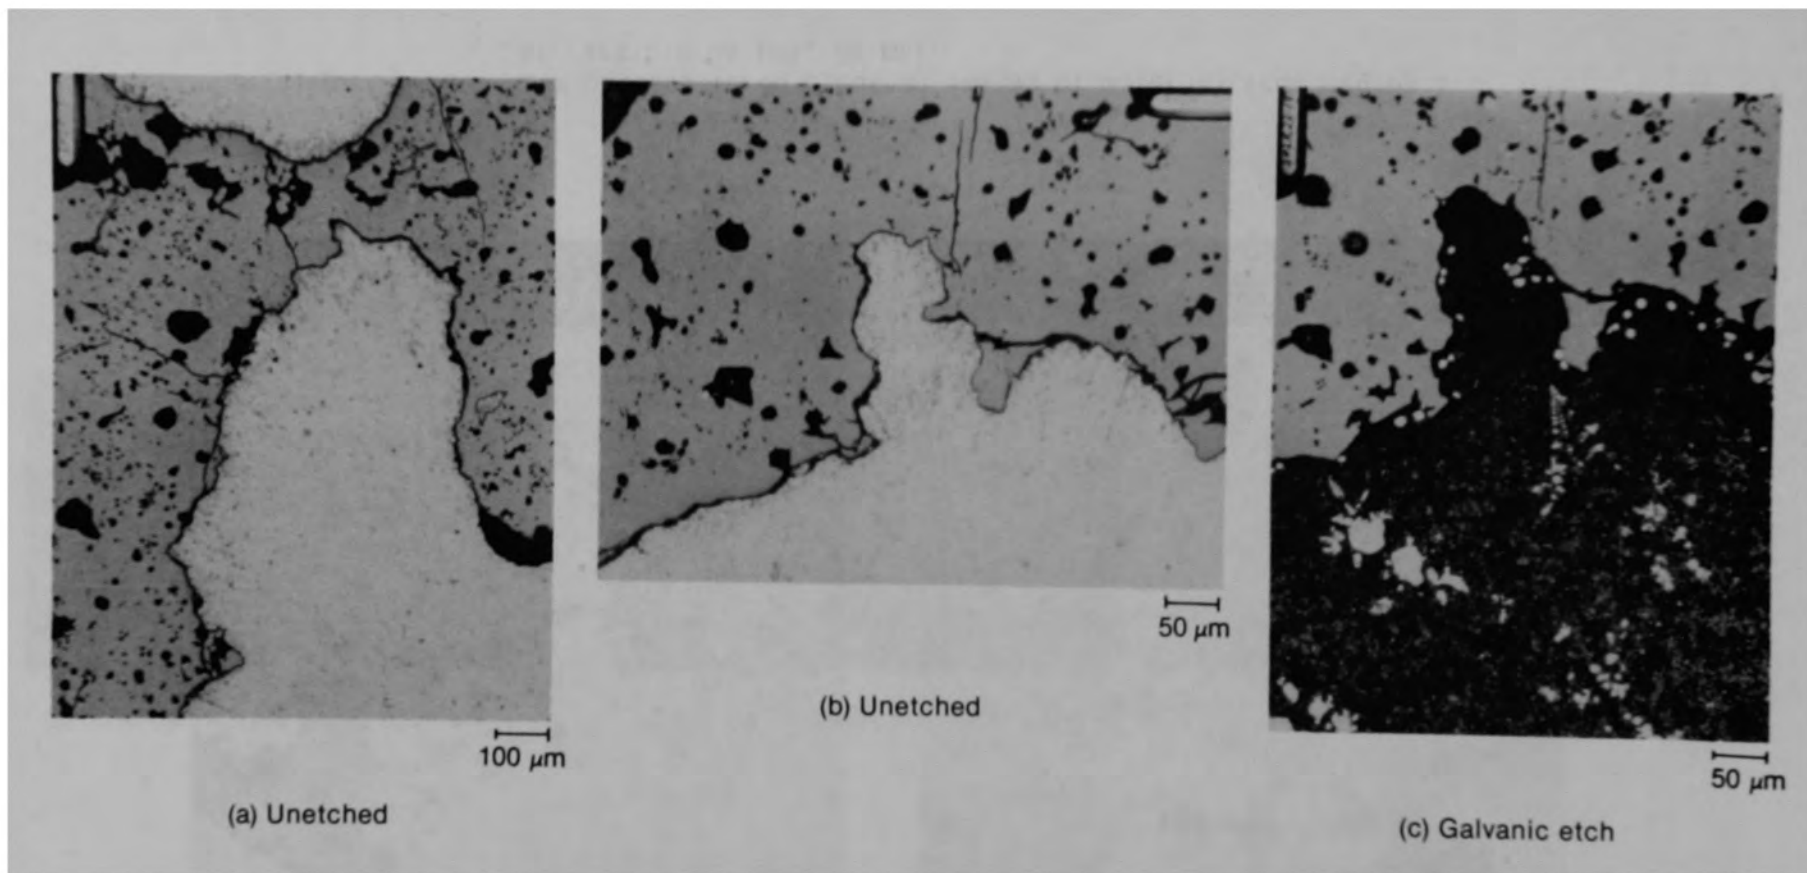 100 μm
(a) Unetched
50 μm
(b) Unetched
50 μm
(c) Galvanic etch